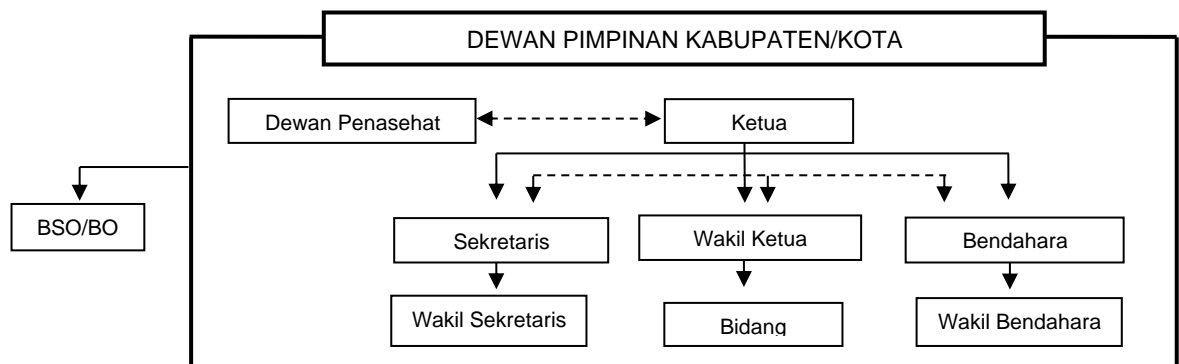 DEWAN PIMPINAN KABUPATEN/KOTA
Dewan Penasehat
Ketua
BSO/BO
Sekretaris
Wakil Ketua
Bendahara
Wakil Sekretaris
Bidang
Wakil Bendahara